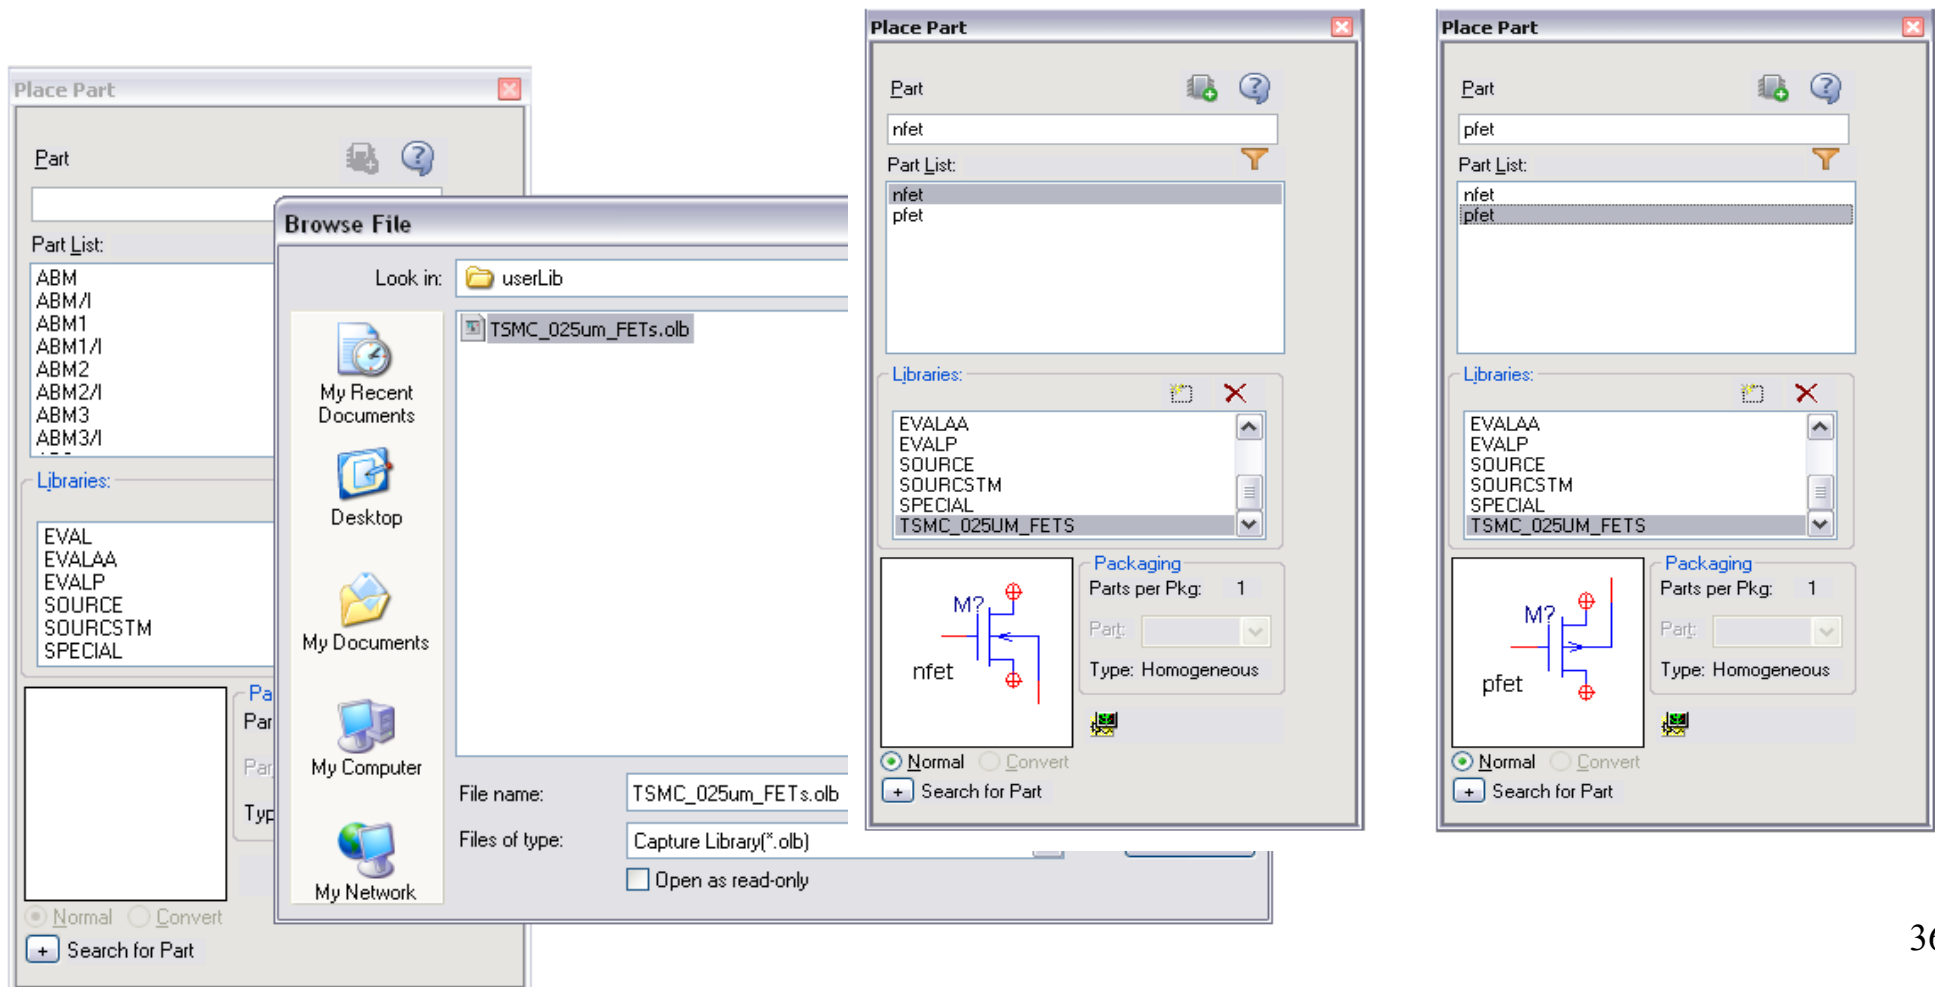 Place Part
Part
Part List:
ABM
ABM/I
ABM1
ABM1/I
ABM2
ABM2/I
ABM3
ABM3/I
Libraries:
EVAL
EVALAA
EVALP
SOURCE
SOURCSTM
SPECIAL
Normal
Convert
+ Search for Part
Browse File
Look in: userLib
TSMC_025um_FETs.olb
My Recent
Documents
Desktop
My Documents
My Computer
My Network
File name: TSMC_025um_FETs.olb
Files of type: Capture Library(*.olb)
Open as read-only
Place Part
Part
nfet
Part List:
nfet
pfet
Libraries:
EVALAA
EVALP
SOURCE
SOURCSTM
SPECIAL
TSMC_025UM_FETS
M?
nfet
Packaging
Parts per Pkg: 1
Part:
Type: Homogeneous
Normal
Convert
+ Search for Part
Place Part
Part
pfet
Part List:
nfet
pfet
Libraries:
EVALAA
EVALP
SOURCE
SOURCSTM
SPECIAL
TSMC_025UM_FETS
M?
pfet
Packaging
Parts per Pkg: 1
Part:
Type: Homogeneous
Normal
Convert
+ Search for Part